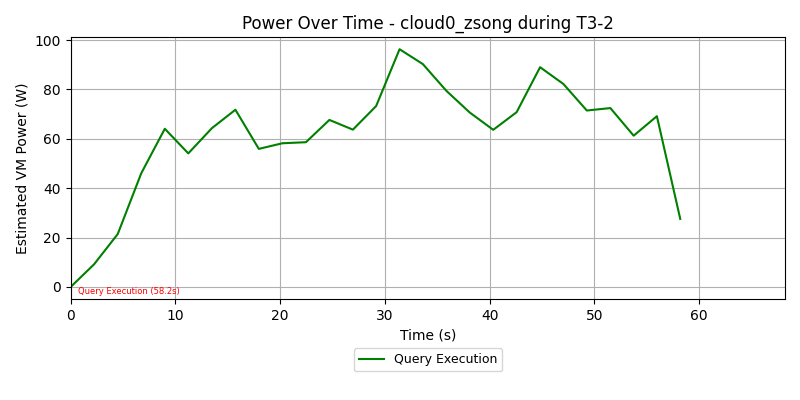 Power Over Time - cloud0_zsong during T3-2
Estimated VM Power (W)
100
80
60
40
20
0
Query Execution (58.2s)
0 10 20 30 40 50 60
Time (s)
Query Execution